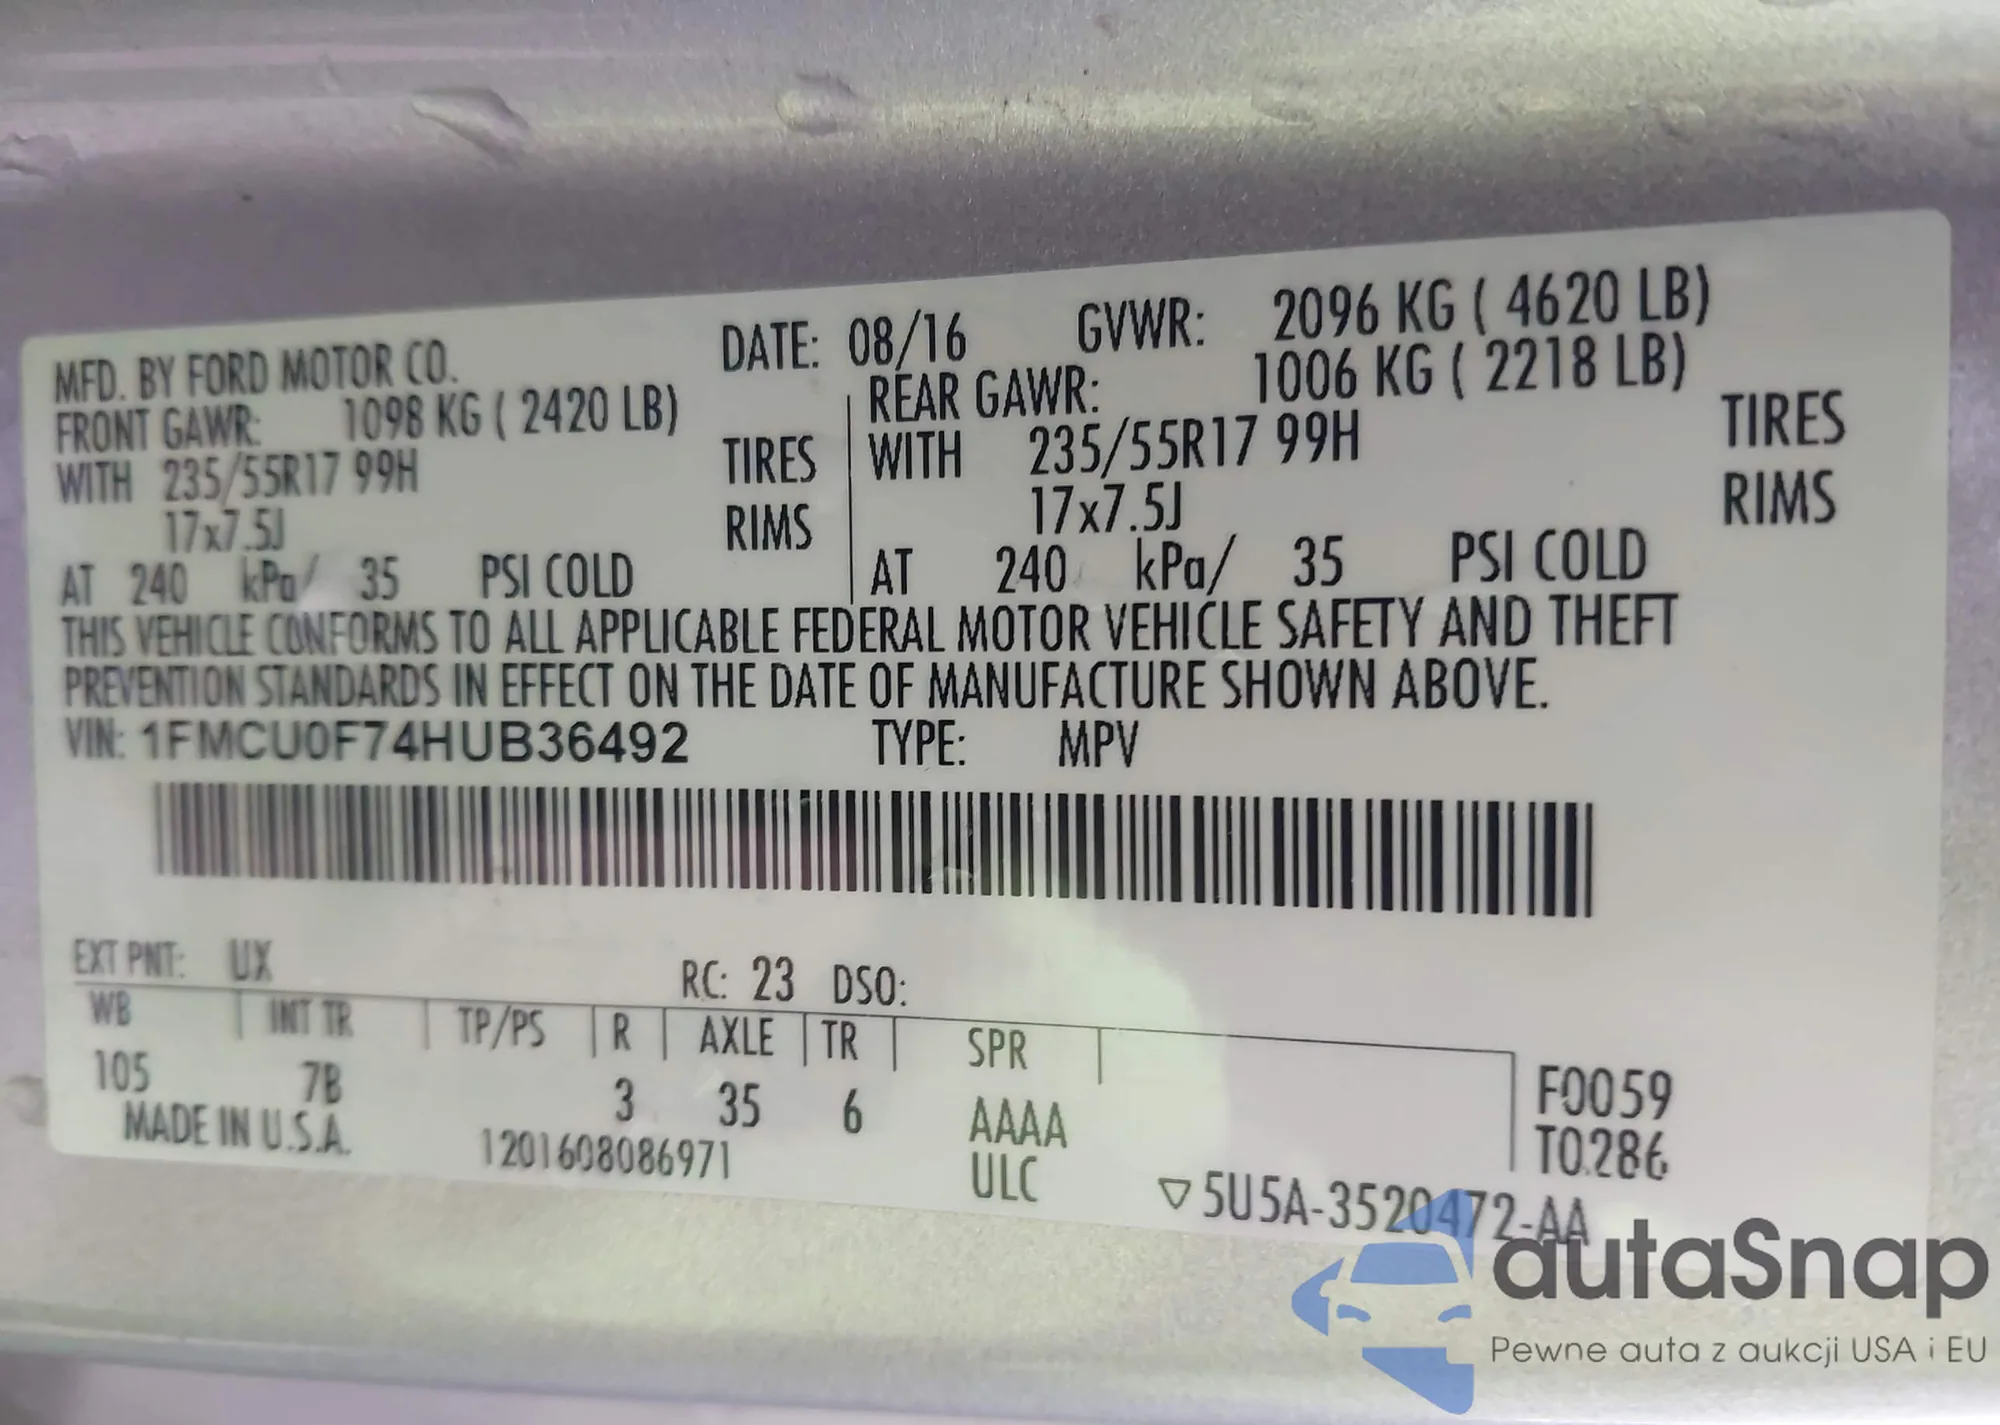 MFD. BY FORD MOTOR CO. DATE: 08/16 GVWR: 2096 KG ( 4620 LB)
FRONT GAWR: 1098 KG ( 2420 LB) REAR GAWR: 1006 KG ( 2218 LB)
WITH 235/55R17 99H TIRES WITH 235/55R17 99H TIRES
17x7.5J RIMS 17x7.5J RIMS
AT 240 kPa/ 35 PSI COLD AT 240 kPa/ 35 PSI COLD
THIS VEHICLE CONFORMS TO ALL APPLICABLE FEDERAL MOTOR VEHICLE SAFETY AND THEFT
PREVENTION STANDARDS IN EFFECT ON THE DATE OF MANUFACTURE SHOWN ABOVE.
VIN: 1FMCU0F74HUB36492 TYPE: MPV
EXT PNT: UX RC: 23 DSO:
WB INT TR TP/PS R AXLE TR SPR
105 7B 3 35 6 AAAA F0059
MADE IN U.S.A. 1201608086971 ULC T0286
▽5U5A-3520472-AA
autaSnap
Pewne auta z aukcji USA i EU